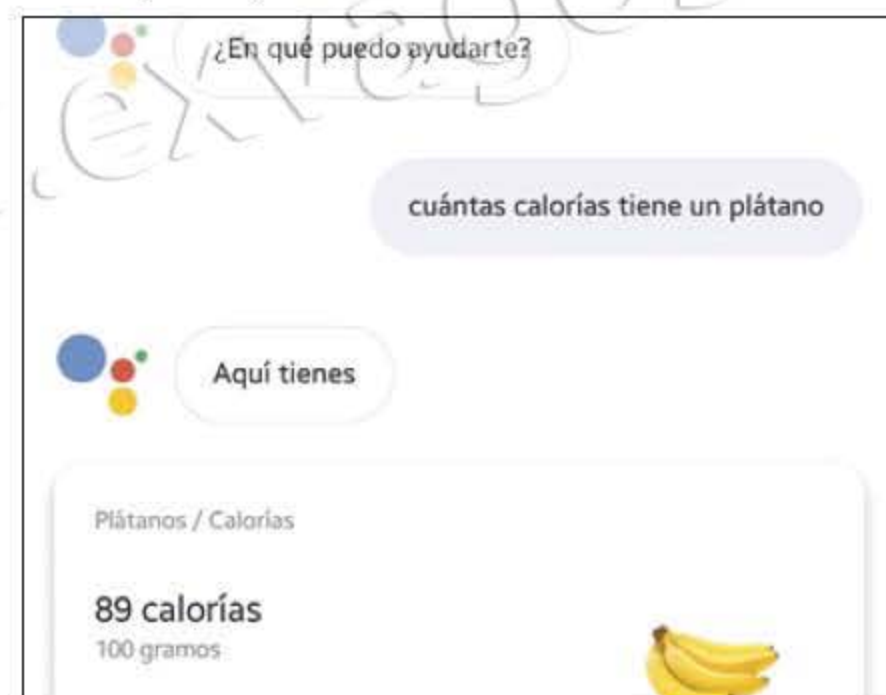 ¿En qué puedo ayudarte?
cuántas calorías tiene un plátano
Aquí tienes
Plátanos / Calorías
89 calorías
100 gramos